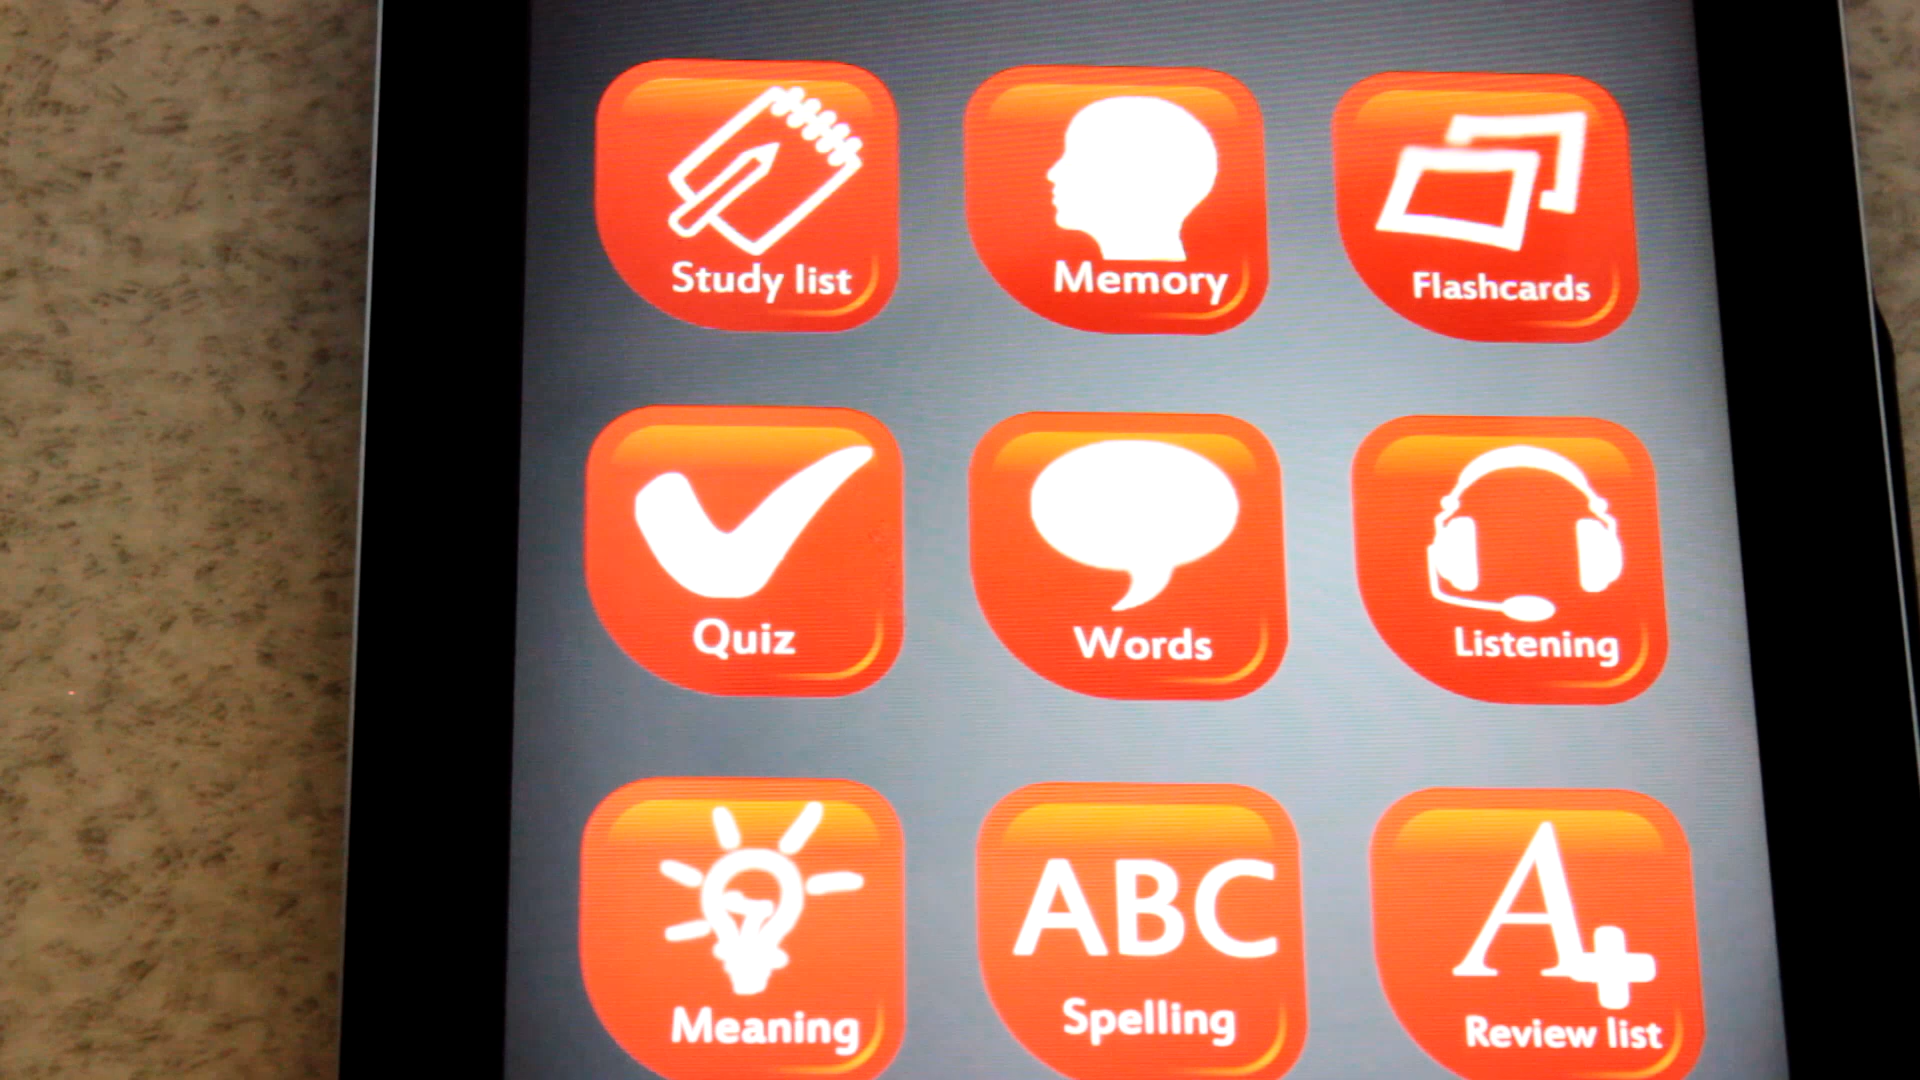 Study list
Memory
Flashcards
Quiz
Words
Listening
Meaning
ABC
Spelling
A+
Review list